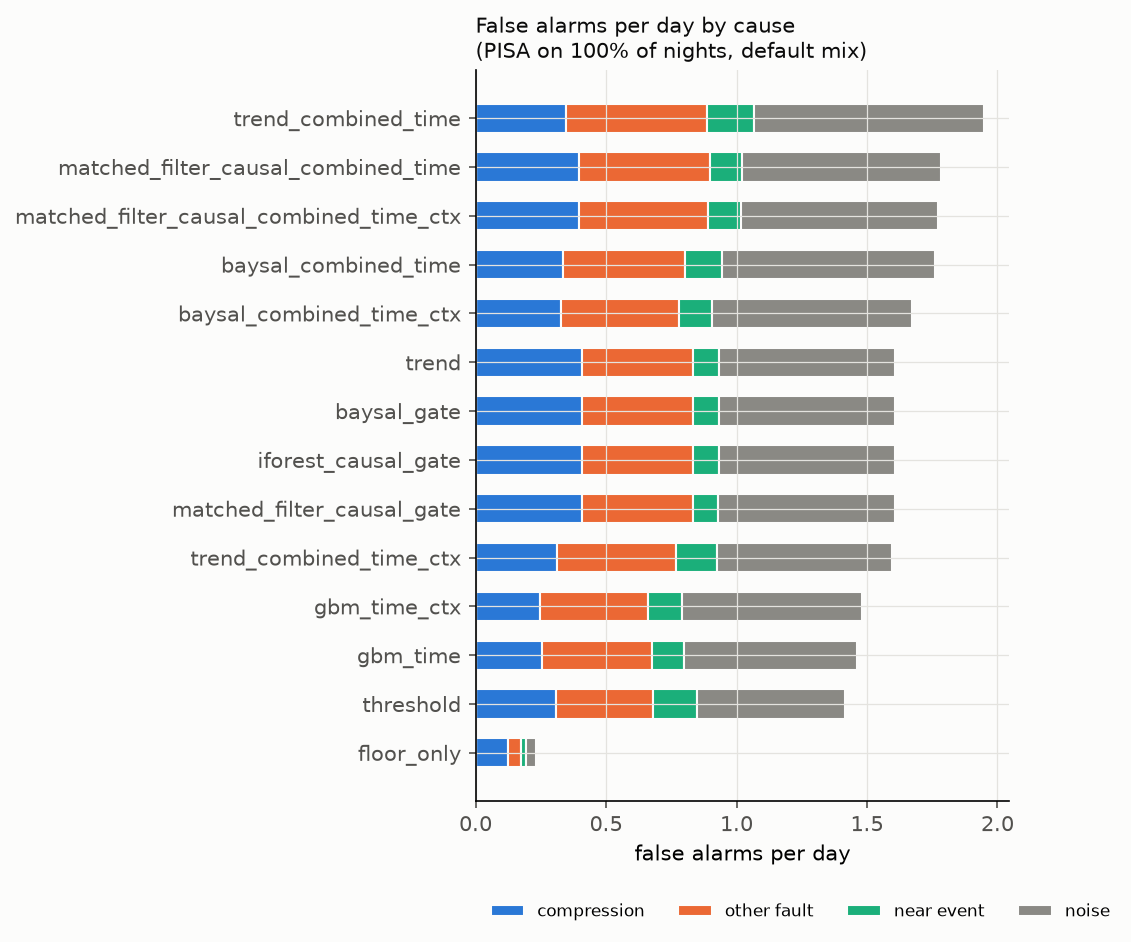 False alarms per day by cause
(PISA on 100% of nights, default mix)
trend_combined_time
matched_filter_causal_combined_time
matched_filter_causal_combined_time_ctx
baysal_combined_time
baysal_combined_time_ctx
trend
baysal_gate
iforest_causal_gate
matched_filter_causal_gate
trend_combined_time_ctx
gbm_time_ctx
gbm_time
threshold
floor_only
0.0 0.5 1.0 1.5 2.0
false alarms per day
compression other fault near event noise